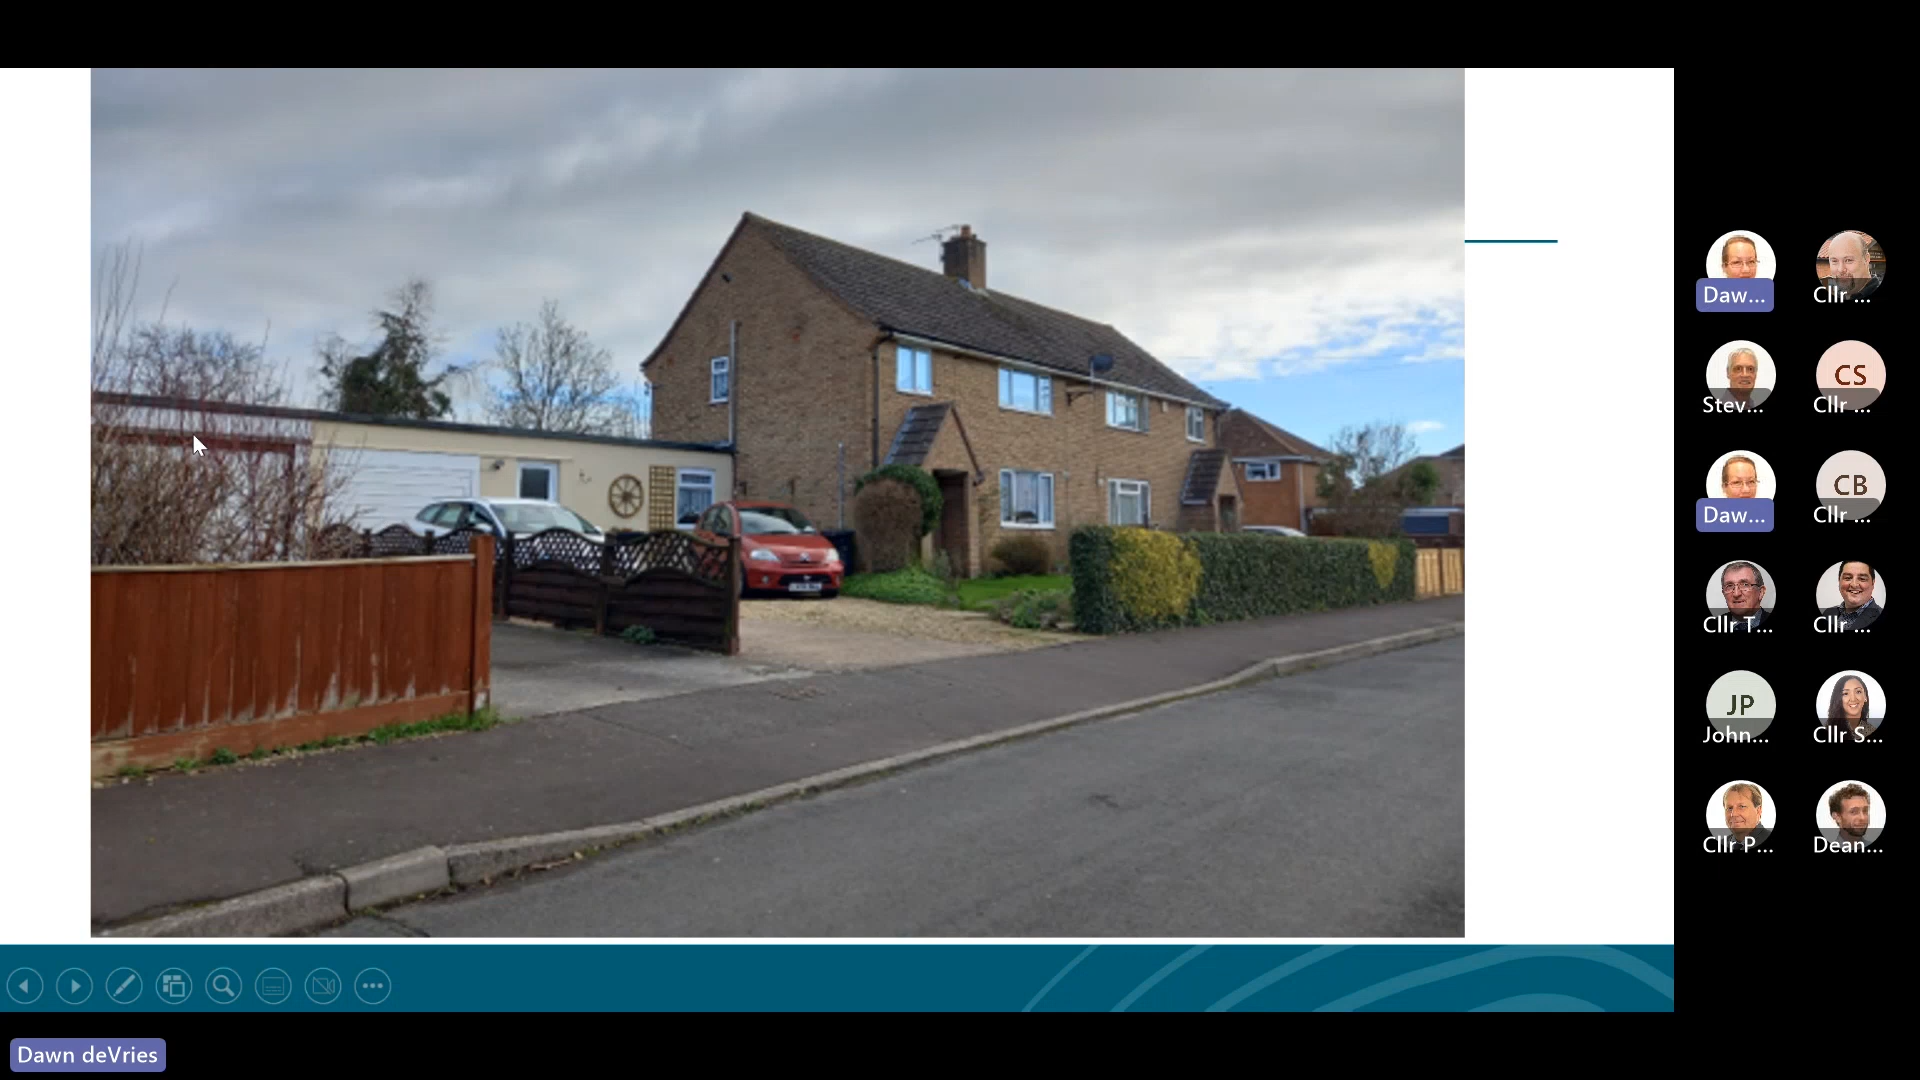 Daw...
Cllr ...
Stev...
CS
Cllr ...
Daw...
CB
Cllr ...
Cllr T...
Cllr ...
JP
John...
Cllr S...
Cllr P...
Dean...
Dawn deVries